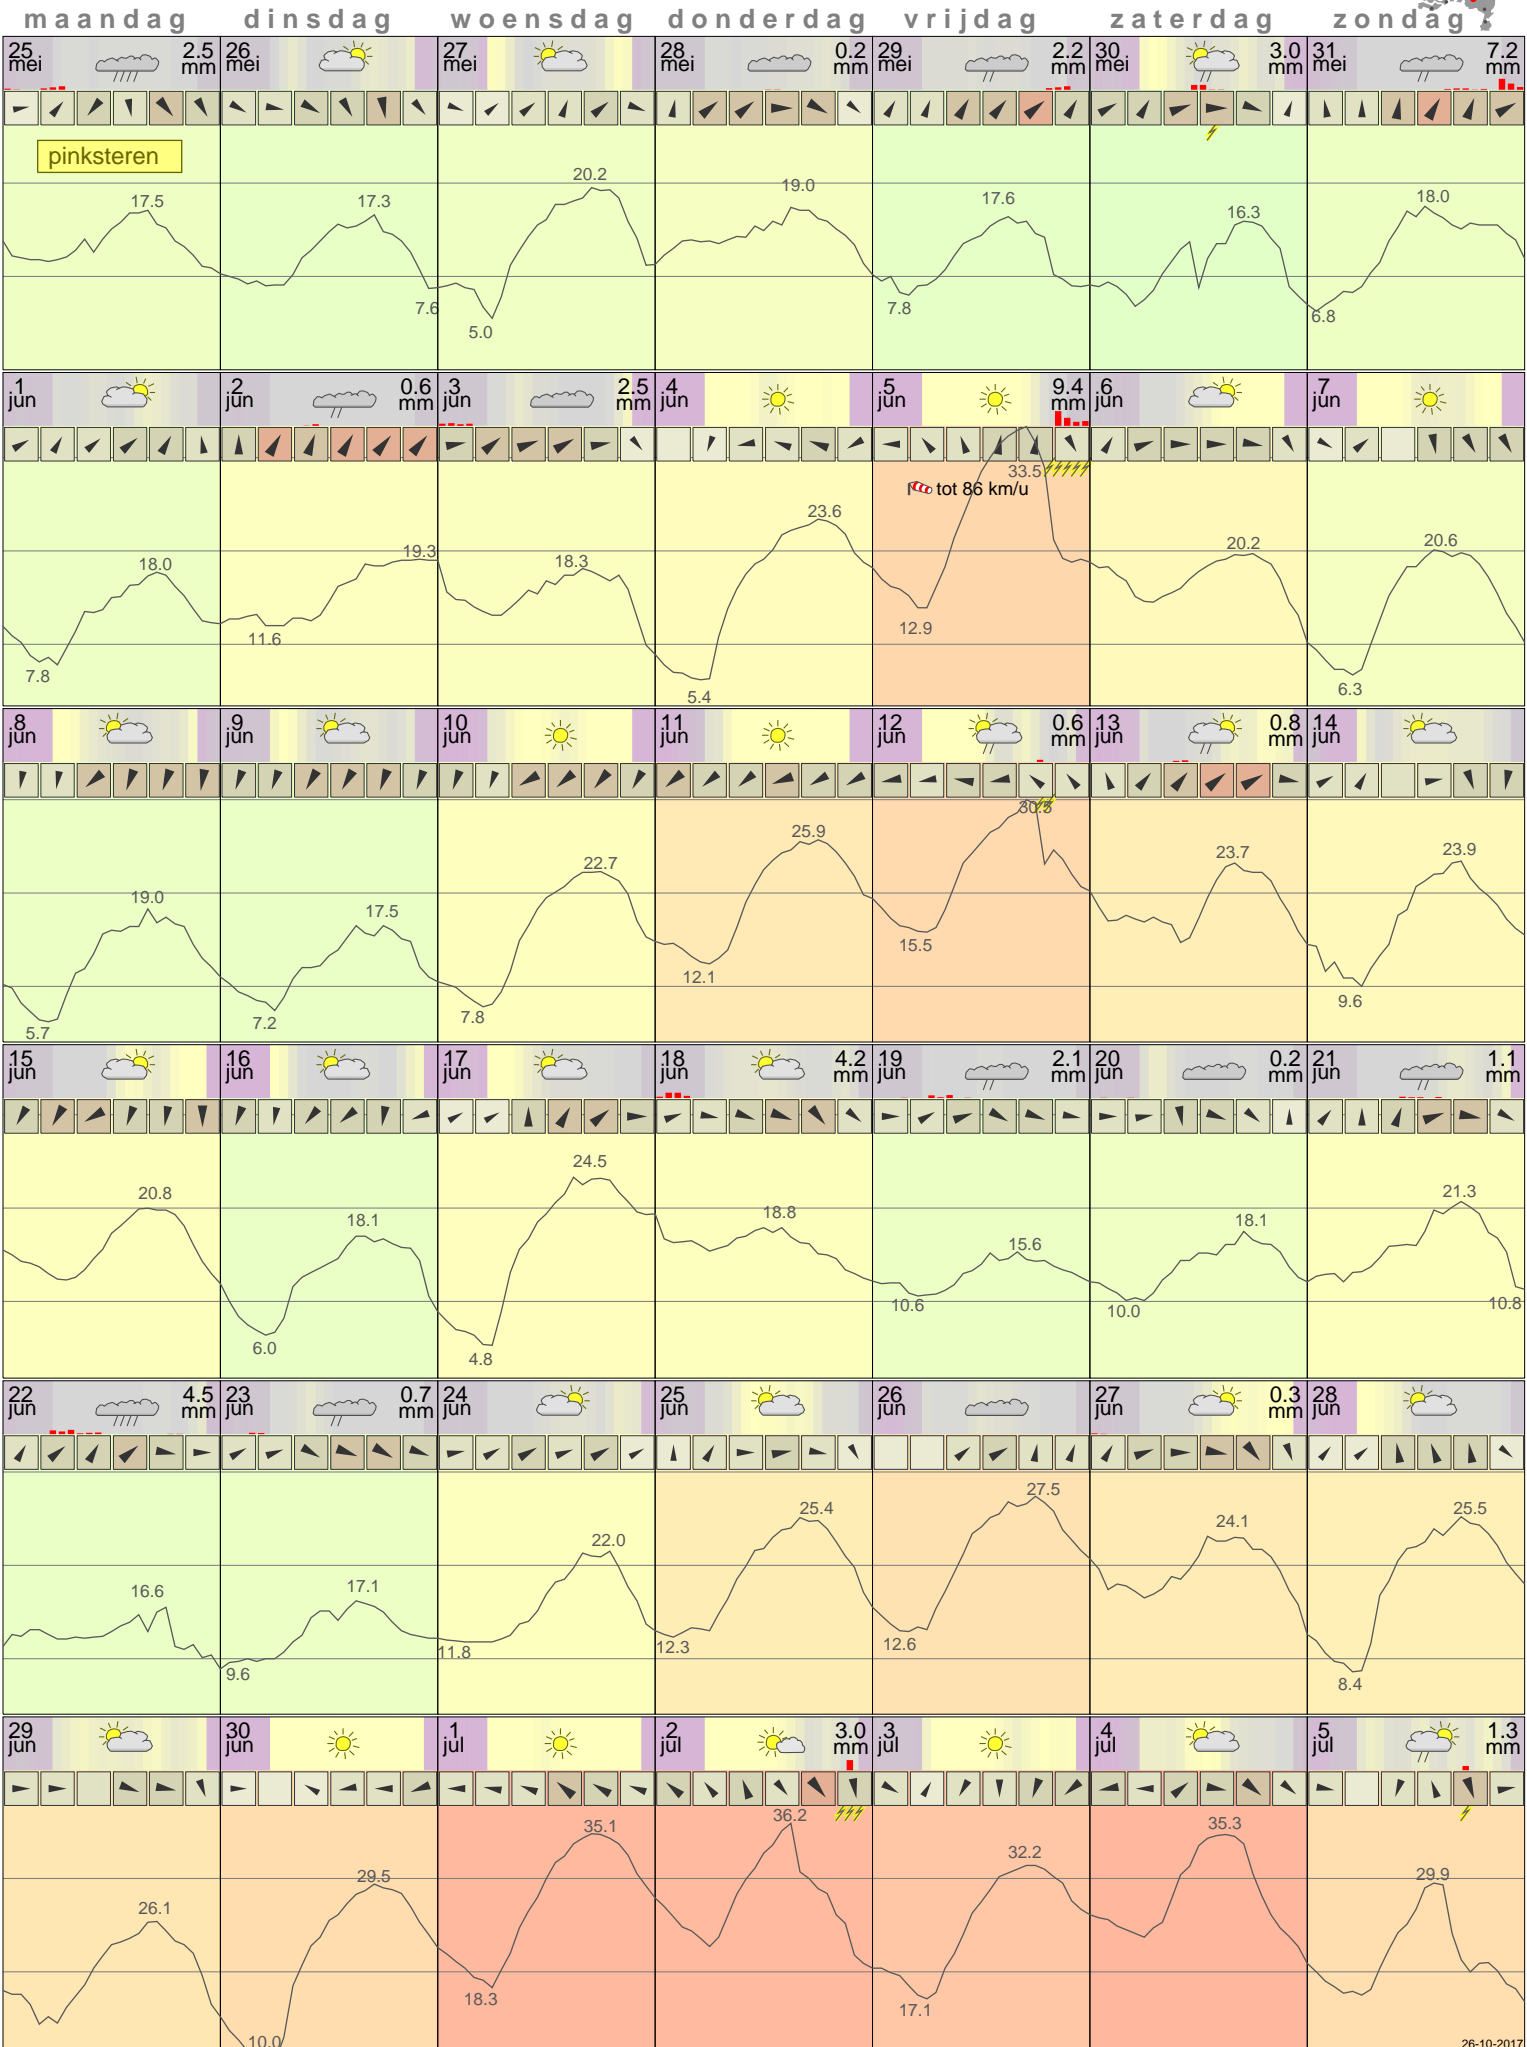 maandag dinsdag woensdag donderdag vrijdag zaterdag zondag
25 mei 2.5 mm 26 mei 27 mei 28 mei 0.2 mm 29 mei 2.2 mm 30 mei 3.0 mm 31 mei 7.2 mm
pinksteren
17.5 17.3 7.6 20.2 5.0 19.0 17.6 7.8 16.3 18.0 6.8
1 jun 2 jun 0.6 mm 3 jun 2.5 mm 4 jun 5 jun 9.4 mm 6 jun 7 jun
tot 86 km/u
18.0 7.8 19.3 11.6 18.3 23.6 5.4 33.5 12.9 20.2 20.6 6.3
8 jun 9 jun 10 jun 11 jun 12 jun 0.6 mm 13 jun 0.8 mm 14 jun
19.0 5.7 17.5 7.2 22.7 7.8 25.9 12.1 30.5 15.5 23.7 23.9 9.6
15 jun 16 jun 17 jun 18 jun 4.2 mm 19 jun 2.1 mm 20 jun 0.2 mm 21 jun 1.1 mm
20.8 18.1 6.0 24.5 4.8 18.8 15.6 10.6 18.1 10.0 21.3 10.8
22 jun 4.5 mm 23 jun 0.7 mm 24 jun 25 jun 26 jun 27 jun 0.3 mm 28 jun
16.6 17.1 9.6 22.0 11.8 25.4 12.3 27.5 12.6 24.1 25.5 8.4
29 jun 30 jun 1 jul 2 jul 3.0 mm 3 jul 4 jul 5 jul 1.3 mm
26.1 29.5 10.0 35.1 18.3 36.2 32.2 17.1 35.3 29.9
26-10-2017